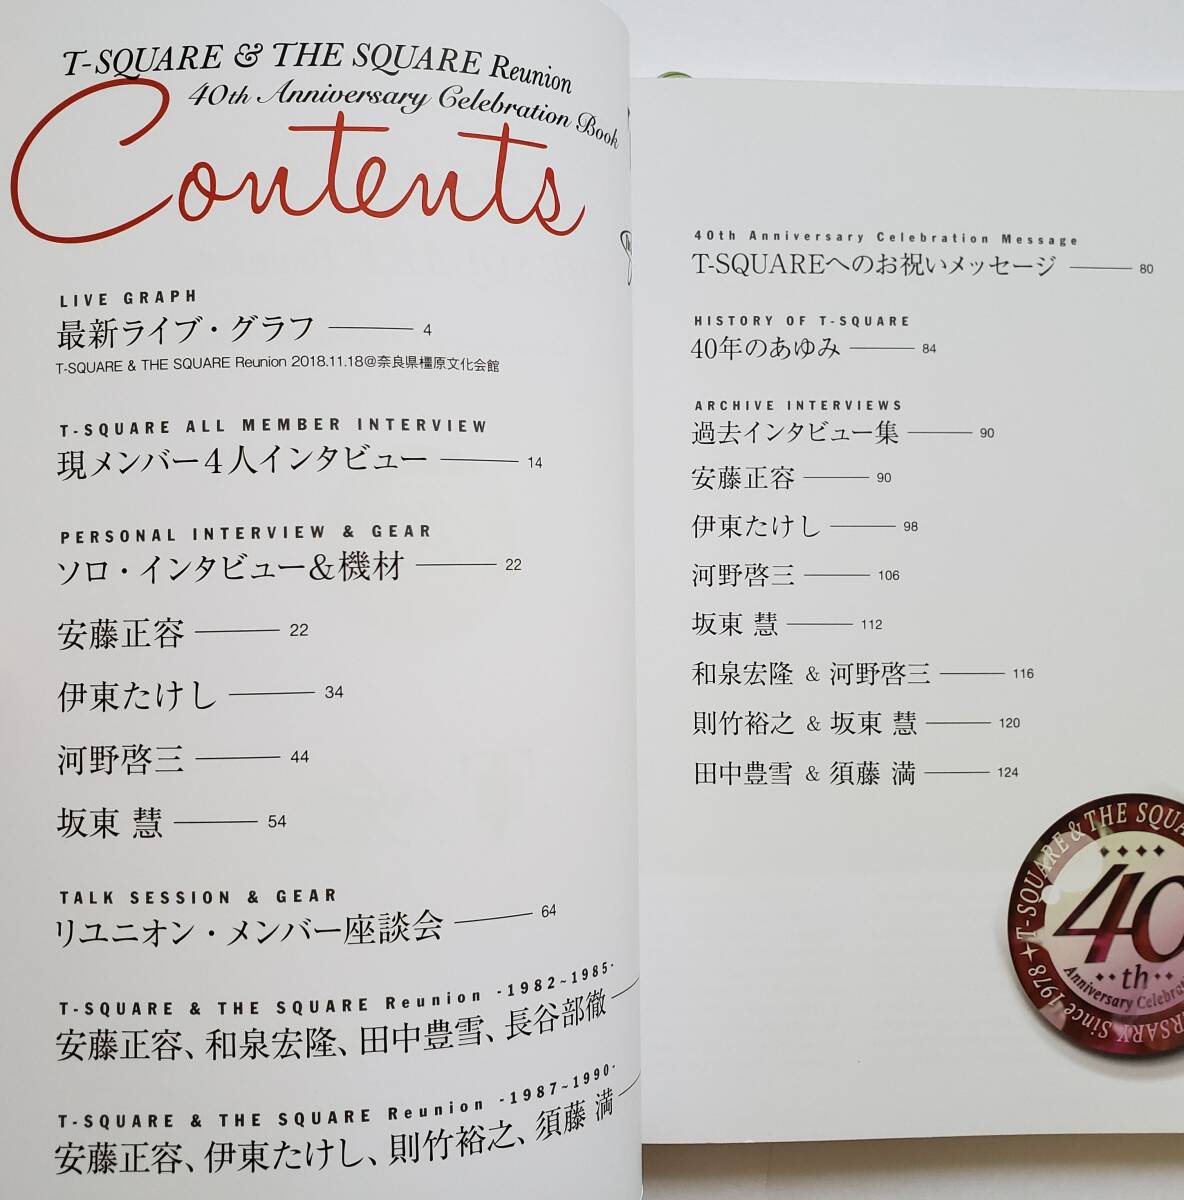 T-SQUARE & THE SQUARE Reunion
40th Anniversary Celebration Book
Contents
LIVE GRAPH
最新ライブ・グラフ 4
T-SQUARE & THE SQUARE Reunion 2018.11.18@奈良県橿原文化会館
T-SQUARE ALL MEMBER INTERVIEW
現メンバー4人インタビュー 14
PERSONAL INTERVIEW & GEAR
ソロ・インタビュー&機材 22
安藤正容 22
伊東たけし 34
河野啓三 44
坂東 慧 54
TALK SESSION & GEAR
リユニオン・メンバー座談会 64
T-SQUARE & THE SQUARE Reunion -1982~1985-
安藤正容、和泉宏隆、田中豊雪、長谷部徹
T-SQUARE & THE SQUARE Reunion -1987~1990-
安藤正容、伊東たけし、則竹裕之、須藤 満
40th Anniversary Celebration Message
T-SQUAREへのお祝いメッセージ 80
HISTORY OF T-SQUARE
40年のあゆみ 84
ARCHIVE INTERVIEWS
過去インタビュー集 90
安藤正容 90
伊東たけし 98
河野啓三 106
坂東 慧 112
和泉宏隆 & 河野啓三 116
則竹裕之 & 坂東 慧 120
田中豊雪 & 須藤 満 124
T-SQUARE & THE SQUA
40
th
Anniversary Celebra
RSARY Since 1978